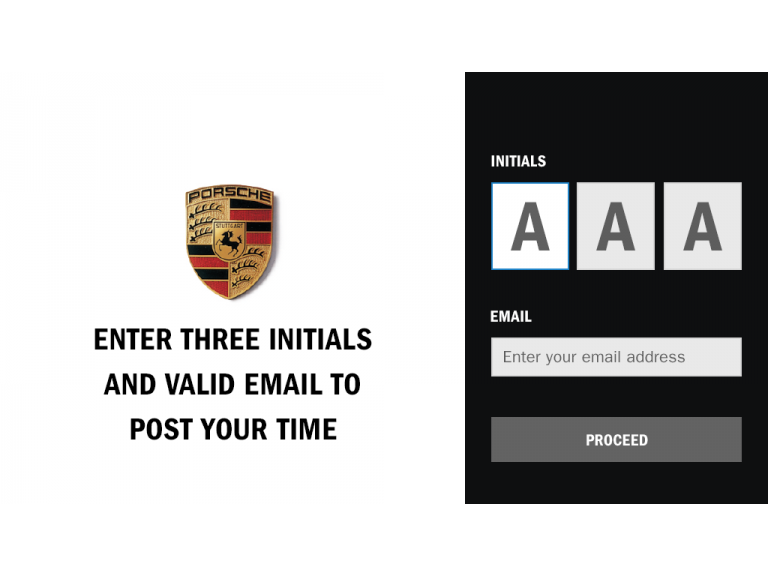 PORSCHE
STUTTGART
ENTER THREE INITIALS
AND VALID EMAIL TO
POST YOUR TIME
INITIALS
A A A
EMAIL
Enter your email address
PROCEED